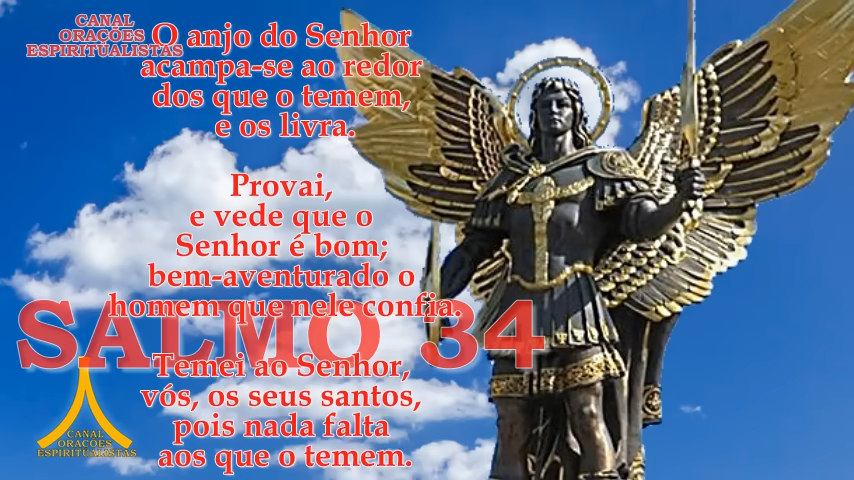 CANAL
ORAÇÕES
ESPIRITUALISTAS
O anjo do Senhor
acampa-se ao redor
dos que o temem,
e os livra.
Provai,
e vede que o
Senhor é bom;
bem-aventurado o
homem que nele confia.
SALMO 34
Temei ao Senhor,
vós, os seus santos,
pois nada falta
aos que o temem.
CANAL
ORAÇÕES
ESPIRITUALISTAS